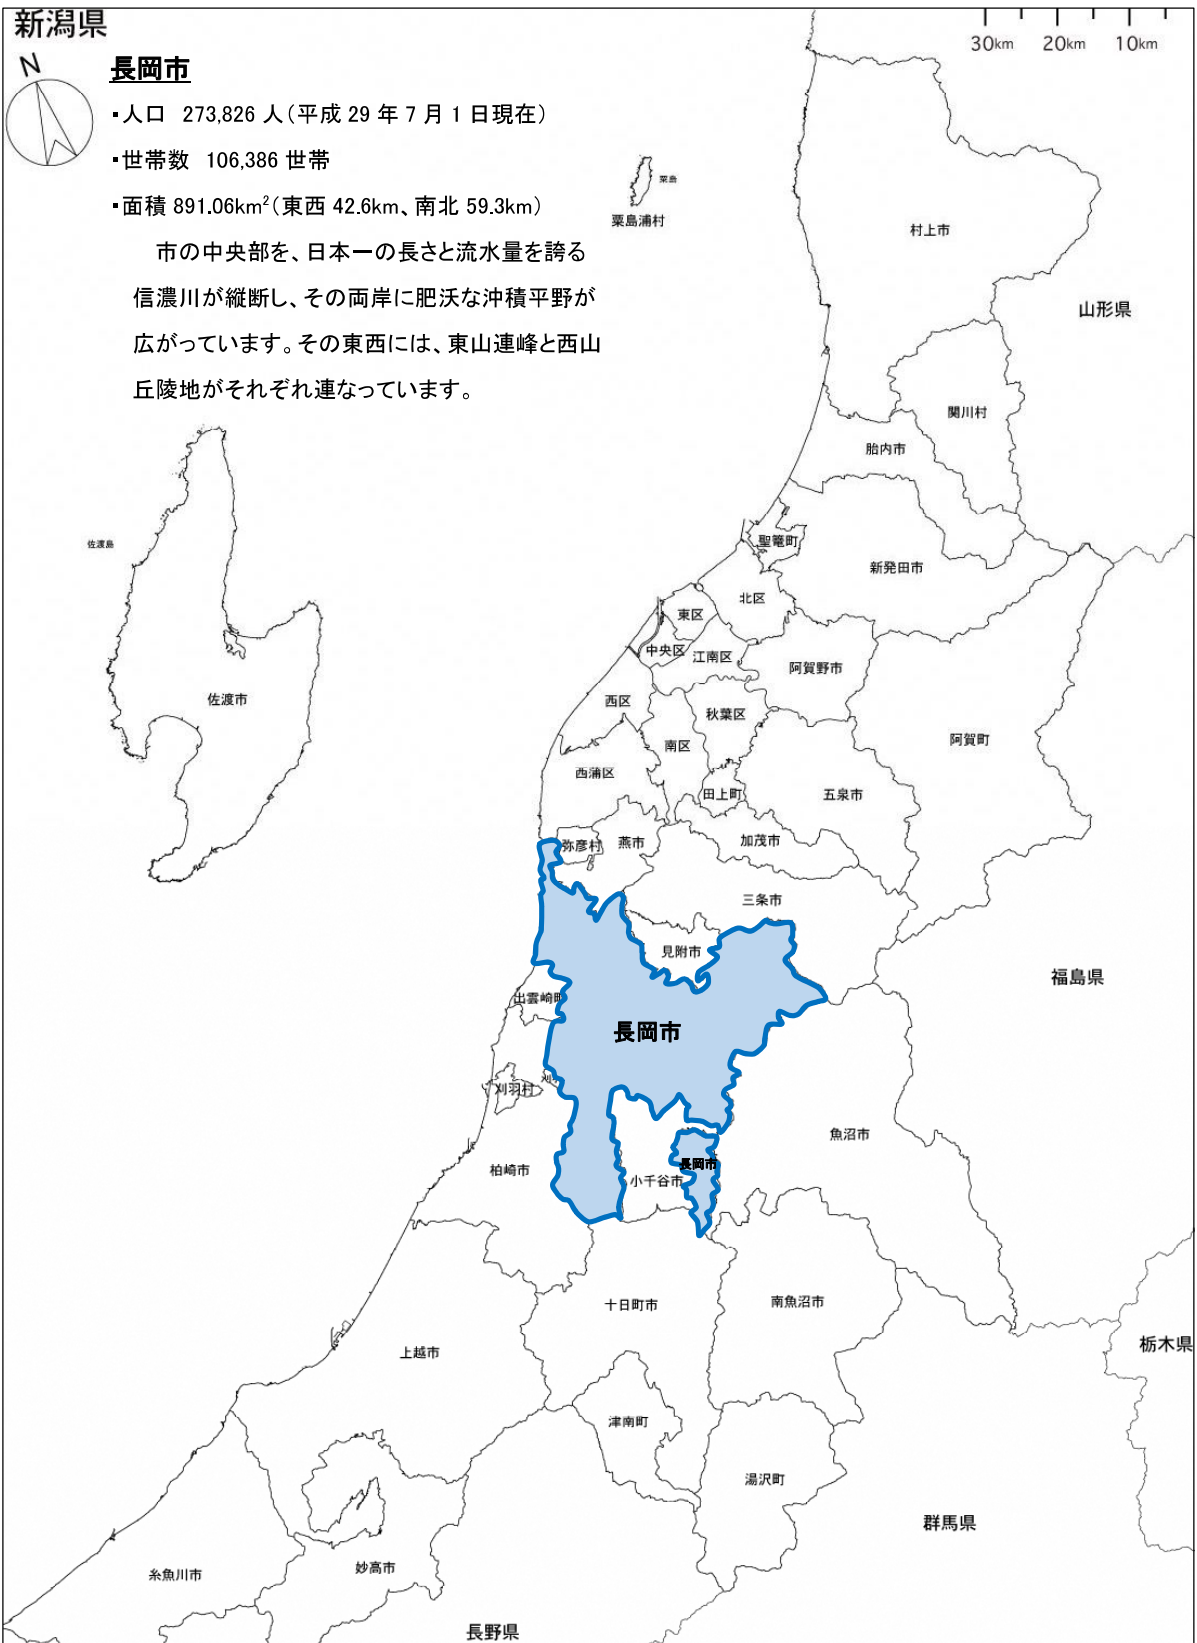 新潟県
30km 20km 10km
N
長岡市
・人口 273,826 人(平成 29 年 7 月 1 日現在)
・世帯数 106,386 世帯
・面積 891.06km²(東西 42.6km、南北 59.3km)
市の中央部を、日本一の長さと流水量を誇る
信濃川が縦断し、その両岸に肥沃な沖積平野が
広がっています。その東西には、東山連峰と西山
丘陵地がそれぞれ連なっています。
粟島
粟島浦村
村上市
山形県
関川村
胎内市
聖籠町
佐渡島
新発田市
北区
東区
中央区
江南区
阿賀野市
佐渡市
西区
秋葉区
南区
阿賀町
西蒲区
田上町
五泉市
弥彦村
燕市
加茂市
三条市
見附市
福島県
出雲崎町
長岡市
刈羽村
魚沼市
柏崎市
長岡市
小千谷市
十日町市
南魚沼市
上越市
栃木県
津南町
湯沢町
群馬県
糸魚川市
妙高市
長野県